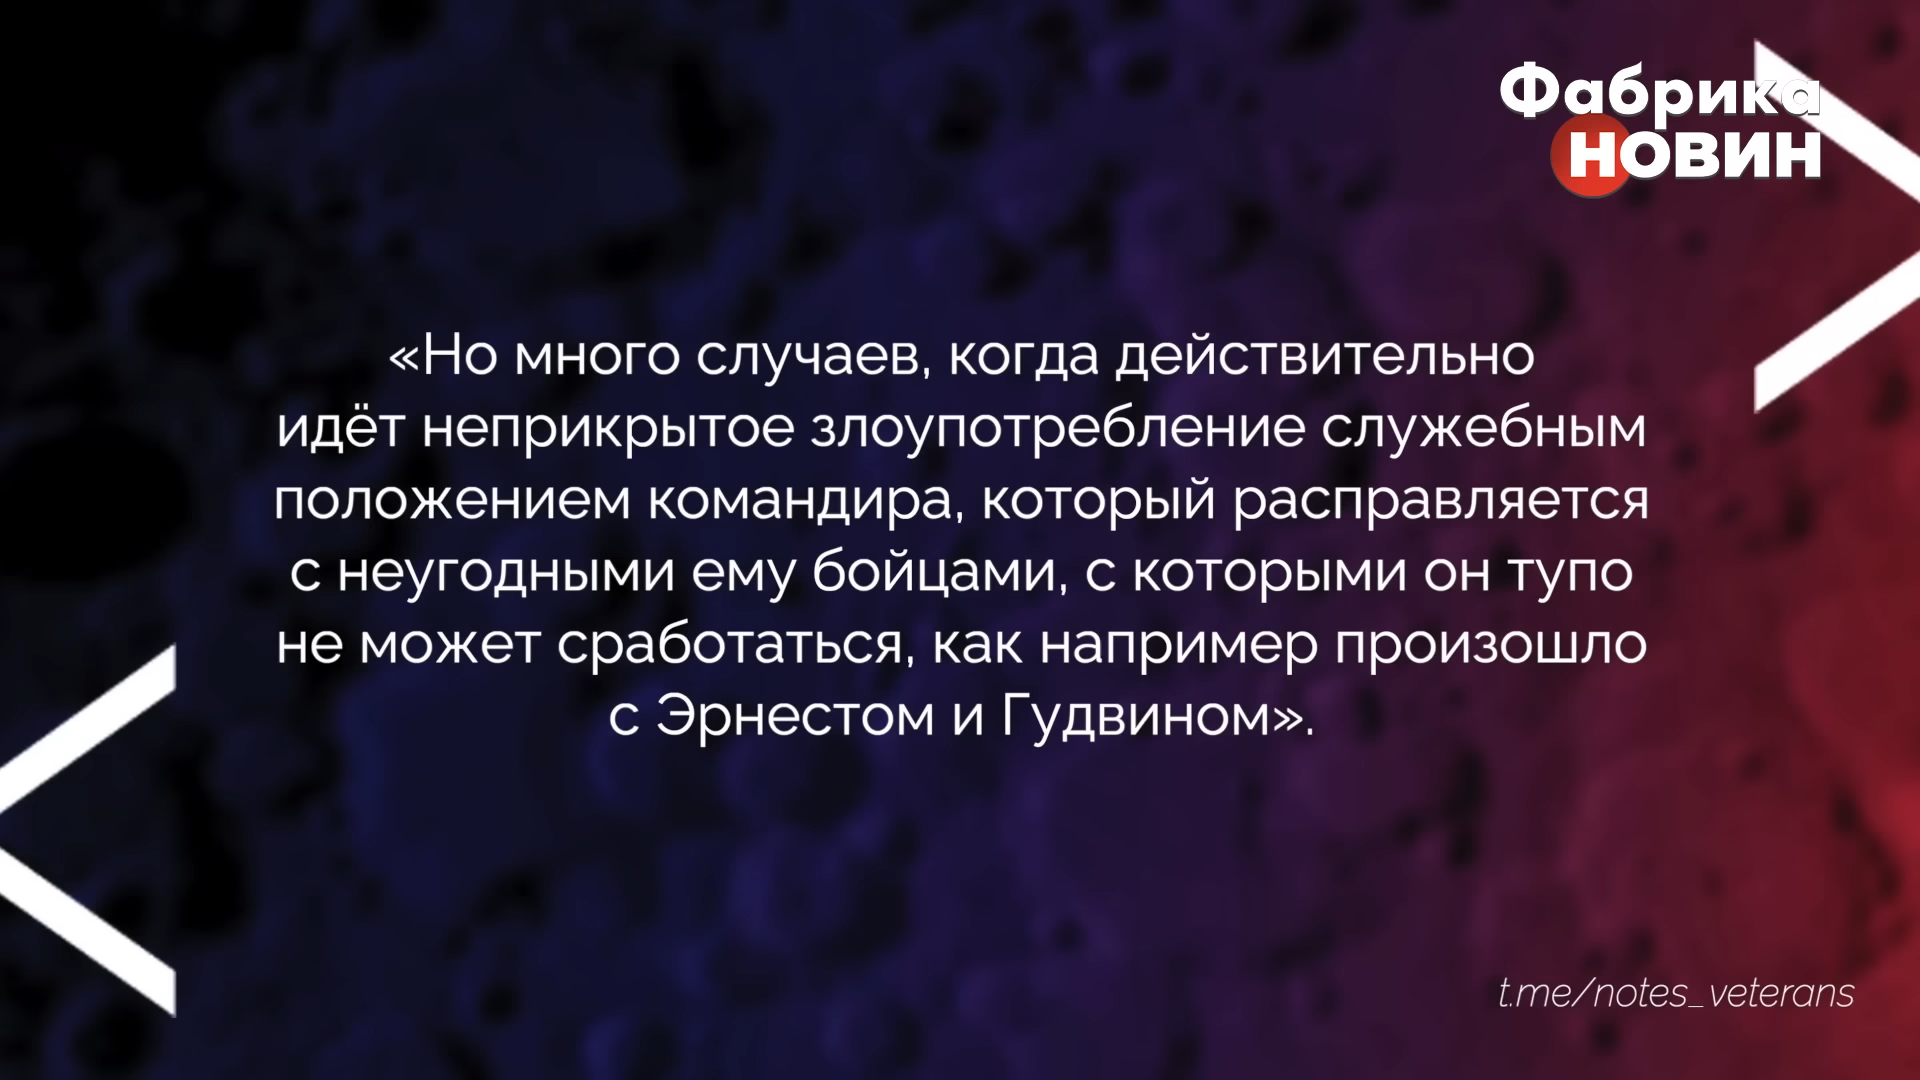 Фабрика
новин
«Но много случаев, когда действительно
идёт неприкрытое злоупотребление служебным
положением командира, который расправляется
с неугодными ему бойцами, с которыми он тупо
не может сработаться, как например произошло
с Эрнестом и Гудвином».
t.me/notes_veterans